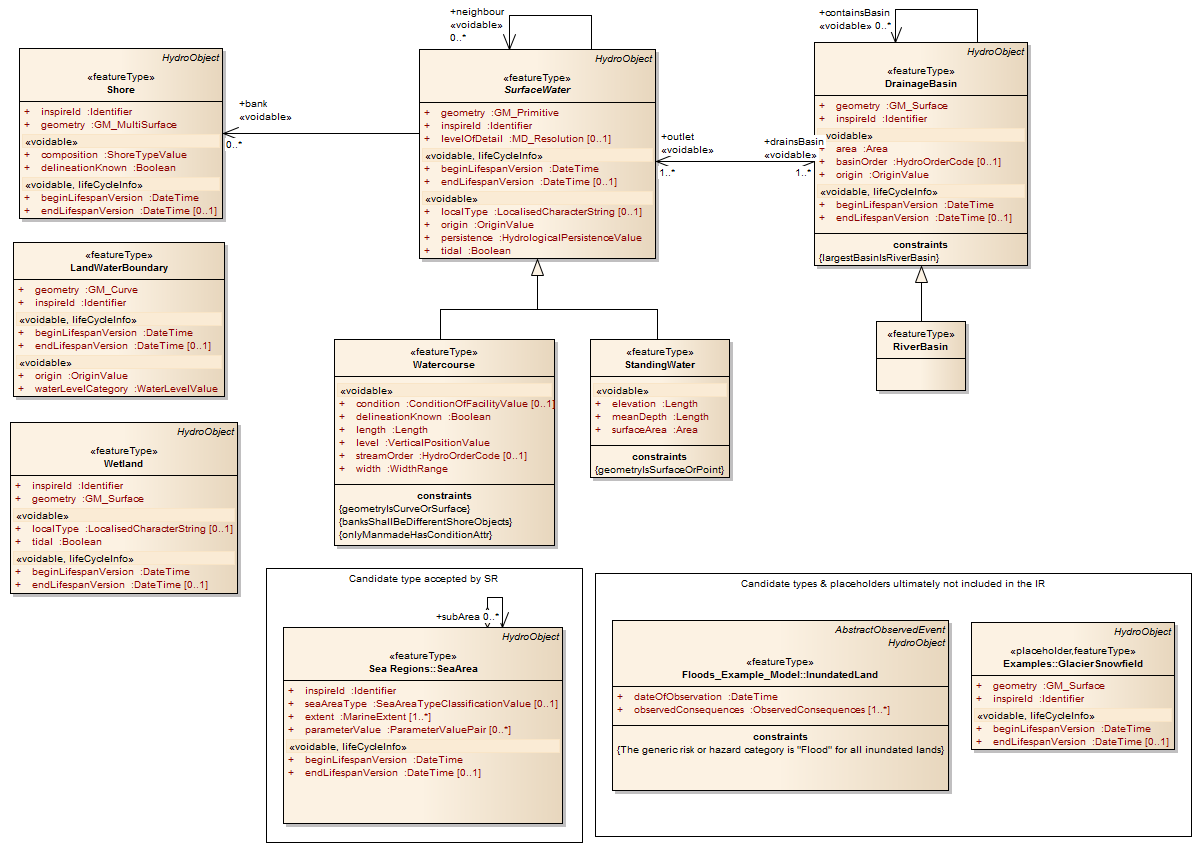 +neighbour
«voidable»
0..*
+containsBasin
«voidable» 0..*
HydroObject
«featureType»
Shore
+ inspireId :Identifier
+ geometry :GM_MultiSurface
«voidable»
+ composition :ShoreTypeValue
+ delineationKnown :Boolean
«voidable, lifeCycleInfo»
+ beginLifespanVersion :DateTime
+ endLifespanVersion :DateTime [0..1]
+bank
«voidable»
0..*
HydroObject
«featureType»
SurfaceWater
+ geometry :GM_Primitive
+ inspireId :Identifier
+ levelOfDetail :MD_Resolution [0..1]
«voidable, lifeCycleInfo»
+ beginLifespanVersion :DateTime
+ endLifespanVersion :DateTime [0..1]
«voidable»
+ localType :LocalisedCharacterString [0..1]
+ origin :OriginValue
+ persistence :HydrologicalPersistenceValue
+ tidal :Boolean
+outlet
«voidable»
1..*
+drainsBasin
«voidable»
1..*
HydroObject
«featureType»
DrainageBasin
+ geometry :GM_Surface
+ inspireId :Identifier
voidable»
+ area :Area
+ basinOrder :HydroOrderCode [0..1]
+ origin :OriginValue
«voidable, lifeCycleInfo»
+ beginLifespanVersion :DateTime
+ endLifespanVersion :DateTime [0..1]
constraints
{largestBasinIsRiverBasin}
«featureType»
LandWaterBoundary
+ geometry :GM_Curve
+ inspireId :Identifier
«voidable, lifeCycleInfo»
+ beginLifespanVersion :DateTime
+ endLifespanVersion :DateTime [0..1]
«voidable»
+ origin :OriginValue
+ waterLevelCategory :WaterLevelValue
«featureType»
Watercourse
«voidable»
+ condition :ConditionOfFacilityValue [0..1]
+ delineationKnown :Boolean
+ length :Length
+ level :VerticalPositionValue
+ streamOrder :HydroOrderCode [0..1]
+ width :WidthRange
constraints
{geometryIsCurveOrSurface}
{banksShallBeDifferentShoreObjects}
{onlyManmadeHasConditionAttr}
«featureType»
StandingWater
«voidable»
+ elevation :Length
+ meanDepth :Length
+ surfaceArea :Area
constraints
{geometryIsSurfaceOrPoint}
«featureType»
RiverBasin
HydroObject
«featureType»
Wetland
+ inspireId :Identifier
+ geometry :GM_Surface
«voidable»
+ localType :LocalisedCharacterString [0..1]
+ tidal :Boolean
«voidable, lifeCycleInfo»
+ beginLifespanVersion :DateTime
+ endLifespanVersion :DateTime [0..1]
Candidate type accepted by SR
+subArea 0..*
HydroObject
«featureType»
Sea Regions::SeaArea
+ inspireId :Identifier
+ seaAreaType :SeaAreaTypeClassificationValue [0..1]
+ extent :MarineExtent [1..*]
+ parameterValue :ParameterValuePair [0..*]
«voidable, lifeCycleInfo»
+ beginLifespanVersion :DateTime
+ endLifespanVersion :DateTime [0..1]
Candidate types & placeholders ultimately not included in the IR
AbstractObservedEvent
HydroObject
«featureType»
Floods_Example_Model::InundatedLand
+ dateOfObservation :DateTime
+ observedConsequences :ObservedConsequences [1..*]
constraints
{The generic risk or hazard category is "Flood" for all inundated lands}
HydroObject
«placeholder,featureType»
Examples::GlacierSnowfield
+ geometry :GM_Surface
+ inspireId :Identifier
«voidable, lifeCycleInfo»
+ beginLifespanVersion :DateTime
+ endLifespanVersion :DateTime [0..1]